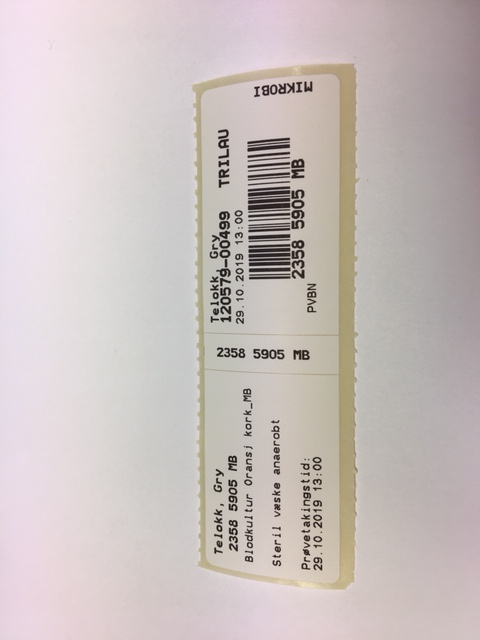 Telokk, Gry
120579-00499 TRILAU
29.10.2019 13:00
2358 5905 MB
PVBN
MIKROBI
2358 5905 MB
Telokk, Gry
2358 5905 MB
Blodkultur Oransj kork_MB
Steril væske anaerobt
Prøvetakingstid:
29.10.2019 13:00